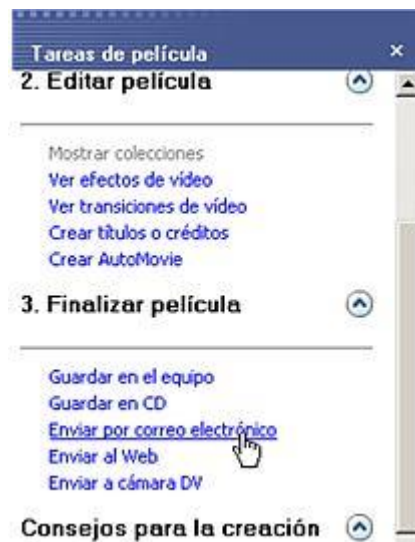 Tareas de película
2. Editar película
Mostrar colecciones
Ver efectos de vídeo
Ver transiciones de vídeo
Crear títulos o créditos
Crear AutoMovie
3. Finalizar película
Guardar en el equipo
Guardar en CD
Enviar por correo electrónico
Enviar al Web
Enviar a cámara DV
Consejos para la creación